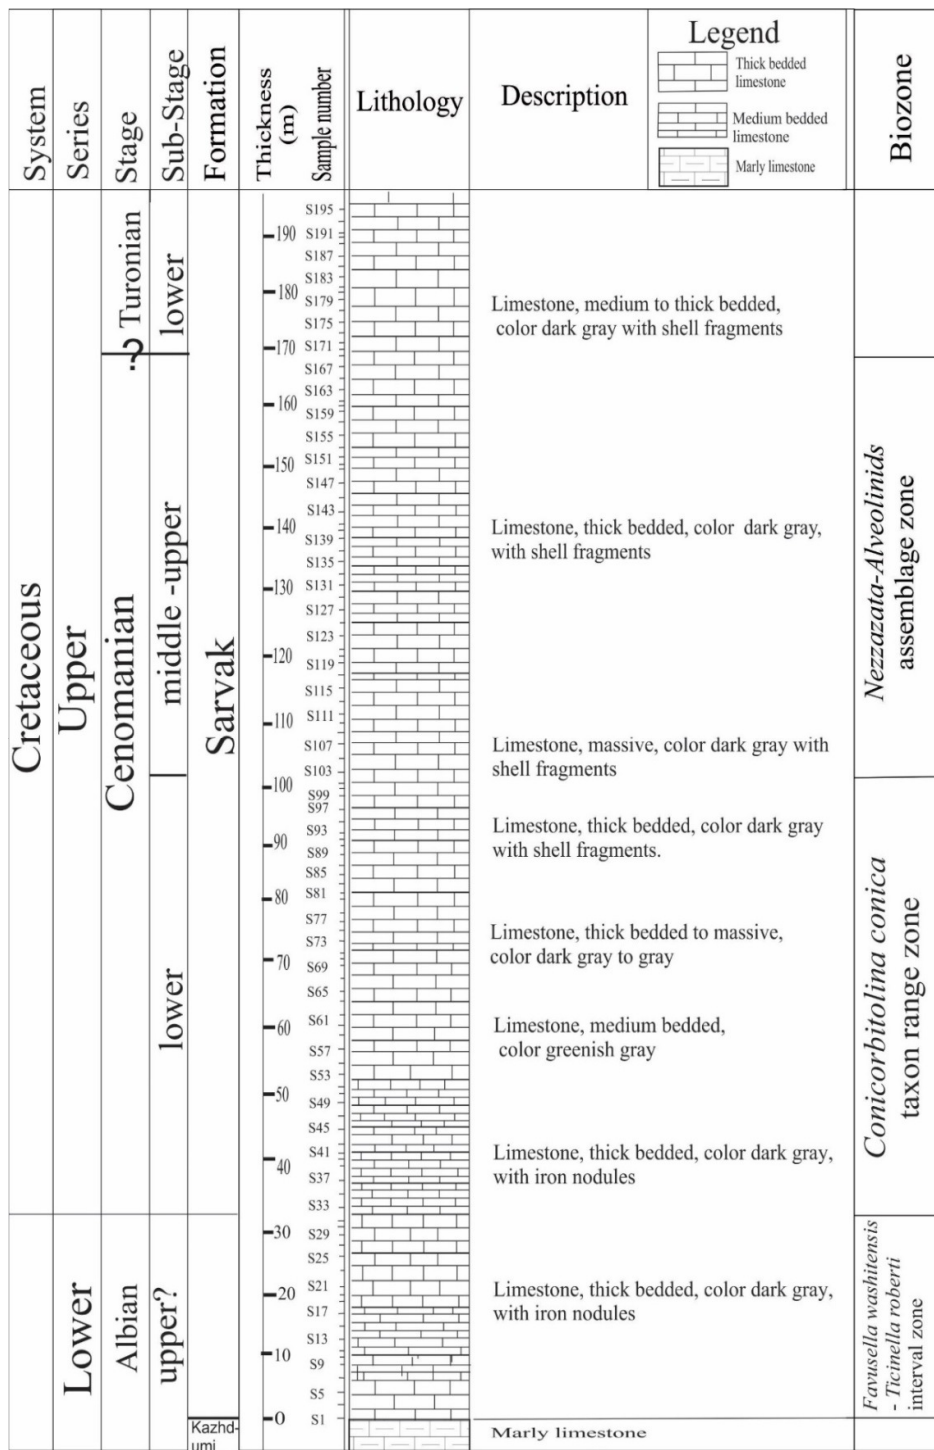 System
Series
Stage
Sub-Stage
Formation
Thickness
(m)
Sample number
Lithology
Description
Legend
Thick bedded
limestone
Medium bedded
limestone
Marly limestone
Biozone
Cretaceous
Upper
Lower
Turonian
?
Cenomanian
Albian
lower
middle -upper
lower
upper?
Sarvak
Kazhd-
umi
190
180
170
160
150
140
130
120
110
100
90
80
70
60
50
40
30
20
10
0
S195
S191
S187
S183
S179
S175
S171
S167
S163
S159
S155
S151
S147
S143
S139
S135
S131
S127
S123
S119
S115
S111
S107
S103
S99
S97
S93
S89
S85
S81
S77
S73
S69
S65
S61
S57
S53
S49
S45
S41
S37
S33
S29
S25
S21
S17
S13
S9
S5
S1
Limestone, medium to thick bedded,
color dark gray with shell fragments
Limestone, thick bedded, color dark gray,
with shell fragments
Limestone, massive, color dark gray with
shell fragments
Limestone, thick bedded, color dark gray
with shell fragments.
Limestone, thick bedded to massive,
color dark gray to gray
Limestone, medium bedded,
color greenish gray
Limestone, thick bedded, color dark gray,
with iron nodules
Limestone, thick bedded, color dark gray,
with iron nodules
Marly limestone
Nezzazata-Alveolinids
assemblage zone
Conicorbitolina conica
taxon range zone
Favusella washitensis
- Ticinella roberti
interval zone